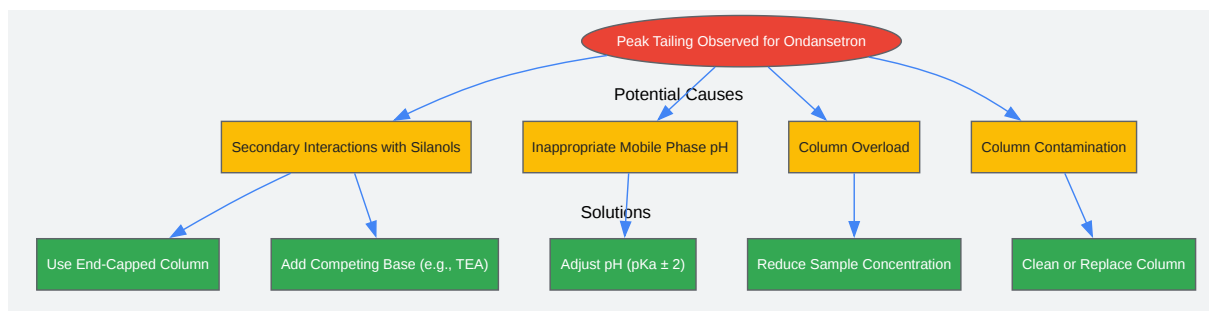 Peak Tailing Observed for Ondansetron
Potential Causes
Secondary Interactions with Silanols
Inappropriate Mobile Phase pH
Column Overload
Column Contamination
Solutions
Use End-Capped Column
Add Competing Base (e.g., TEA)
Adjust pH (pKa ± 2)
Reduce Sample Concentration
Clean or Replace Column